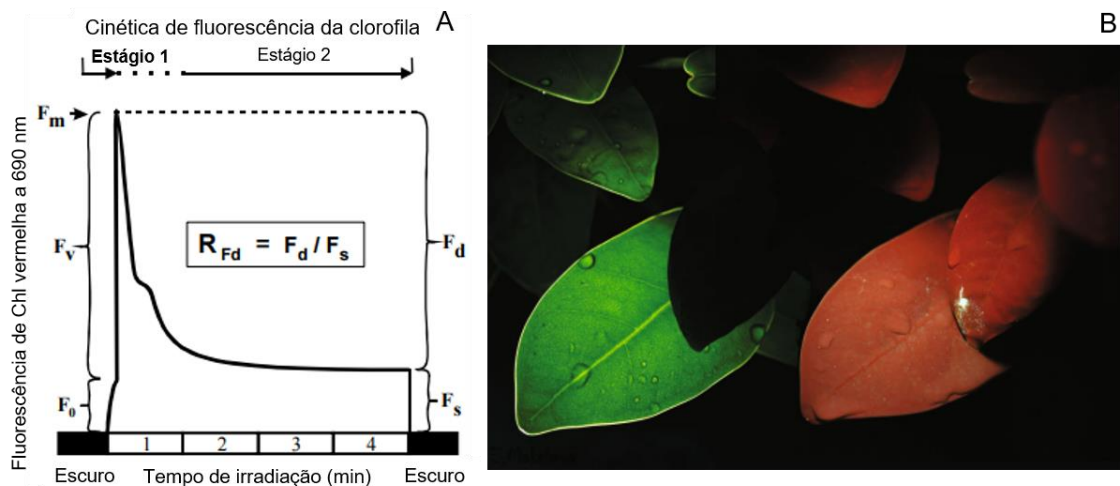 Cinética de fluorescência da clorofila
A
B
Estágio 1
Estágio 2
Fm
Fv
RFd = Fd / Fs
Fd
F0
Fs
Fluorescência de Chl vermelha a 690 nm
1 2 3 4
Escuro Tempo de irradiação (min) Escuro